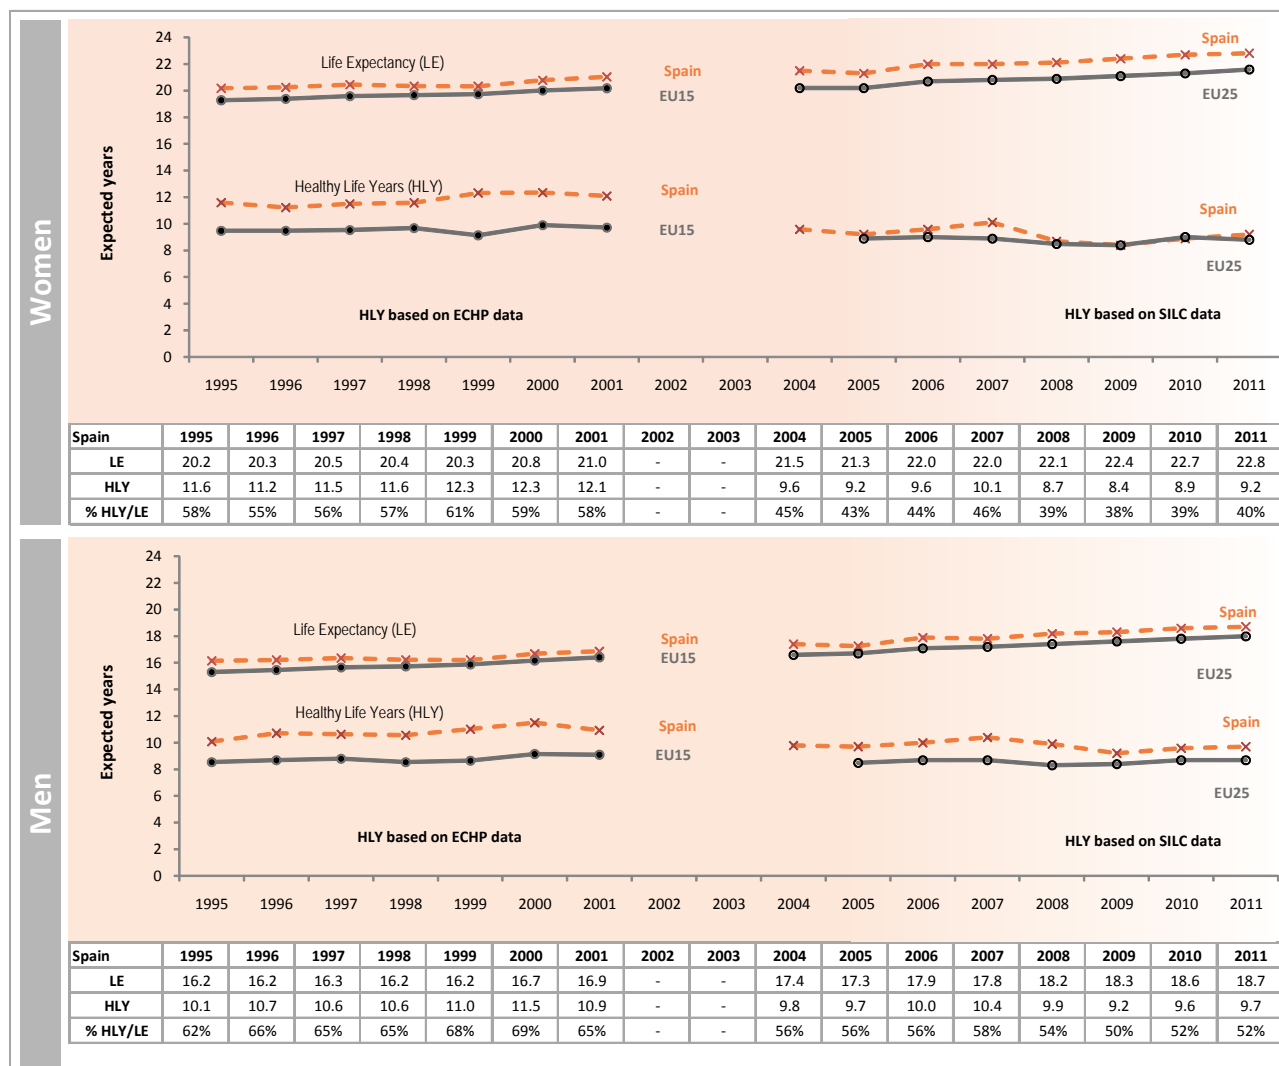 Women
Expected years
24
22
20
18
16
14
12
10
8
6
4
2
0
Life Expectancy (LE)
Spain
EU15
Spain
EU25
Healthy Life Years (HLY)
Spain
EU15
Spain
EU25
HLY based on ECHP data
HLY based on SILC data
1995 1996 1997 1998 1999 2000 2001 2002 2003 2004 2005 2006 2007 2008 2009 2010 2011
Spain 1995 1996 1997 1998 1999 2000 2001 2002 2003 2004 2005 2006 2007 2008 2009 2010 2011
LE 20.2 20.3 20.5 20.4 20.3 20.8 21.0 - - 21.5 21.3 22.0 22.0 22.1 22.4 22.7 22.8
HLY 11.6 11.2 11.5 11.6 12.3 12.3 12.1 - - 9.6 9.2 9.6 10.1 8.7 8.4 8.9 9.2
% HLY/LE 58% 55% 56% 57% 61% 59% 58% - - 45% 43% 44% 46% 39% 38% 39% 40%
Men
Expected years
24
22
20
18
16
14
12
10
8
6
4
2
0
Life Expectancy (LE)
Spain
EU15
Spain
EU25
Healthy Life Years (HLY)
Spain
EU15
Spain
EU25
HLY based on ECHP data
HLY based on SILC data
1995 1996 1997 1998 1999 2000 2001 2002 2003 2004 2005 2006 2007 2008 2009 2010 2011
Spain 1995 1996 1997 1998 1999 2000 2001 2002 2003 2004 2005 2006 2007 2008 2009 2010 2011
LE 16.2 16.2 16.3 16.2 16.2 16.7 16.9 - - 17.4 17.3 17.9 17.8 18.2 18.3 18.6 18.7
HLY 10.1 10.7 10.6 10.6 11.0 11.5 10.9 - - 9.8 9.7 10.0 10.4 9.9 9.2 9.6 9.7
% HLY/LE 62% 66% 65% 65% 68% 69% 65% - - 56% 56% 56% 58% 54% 50% 52% 52%